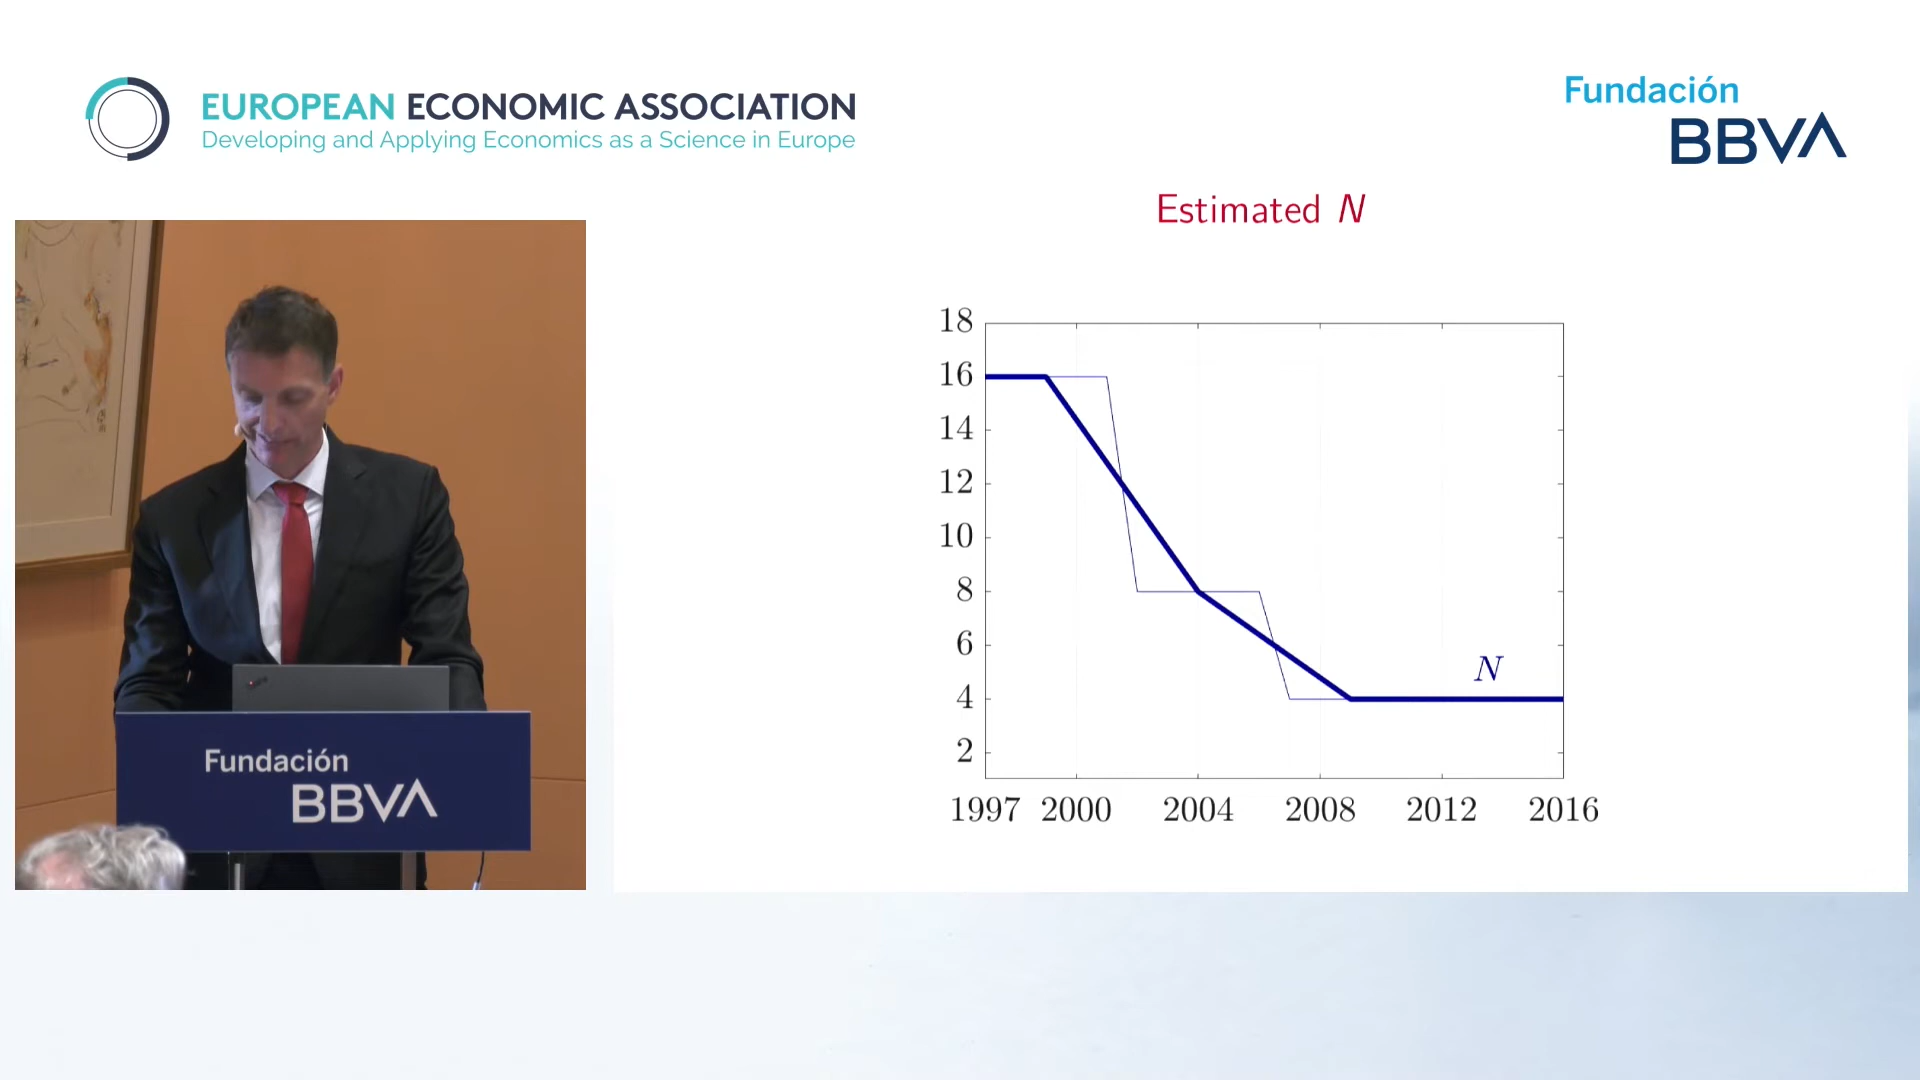 EUROPEAN ECONOMIC ASSOCIATION
Developing and Applying Economics as a Science in Europe
Fundación
BBVA
Estimated N
18
16
14
12
10
8
6
4
2
N
1997 2000 2004 2008 2012 2016
Fundación
BBVA